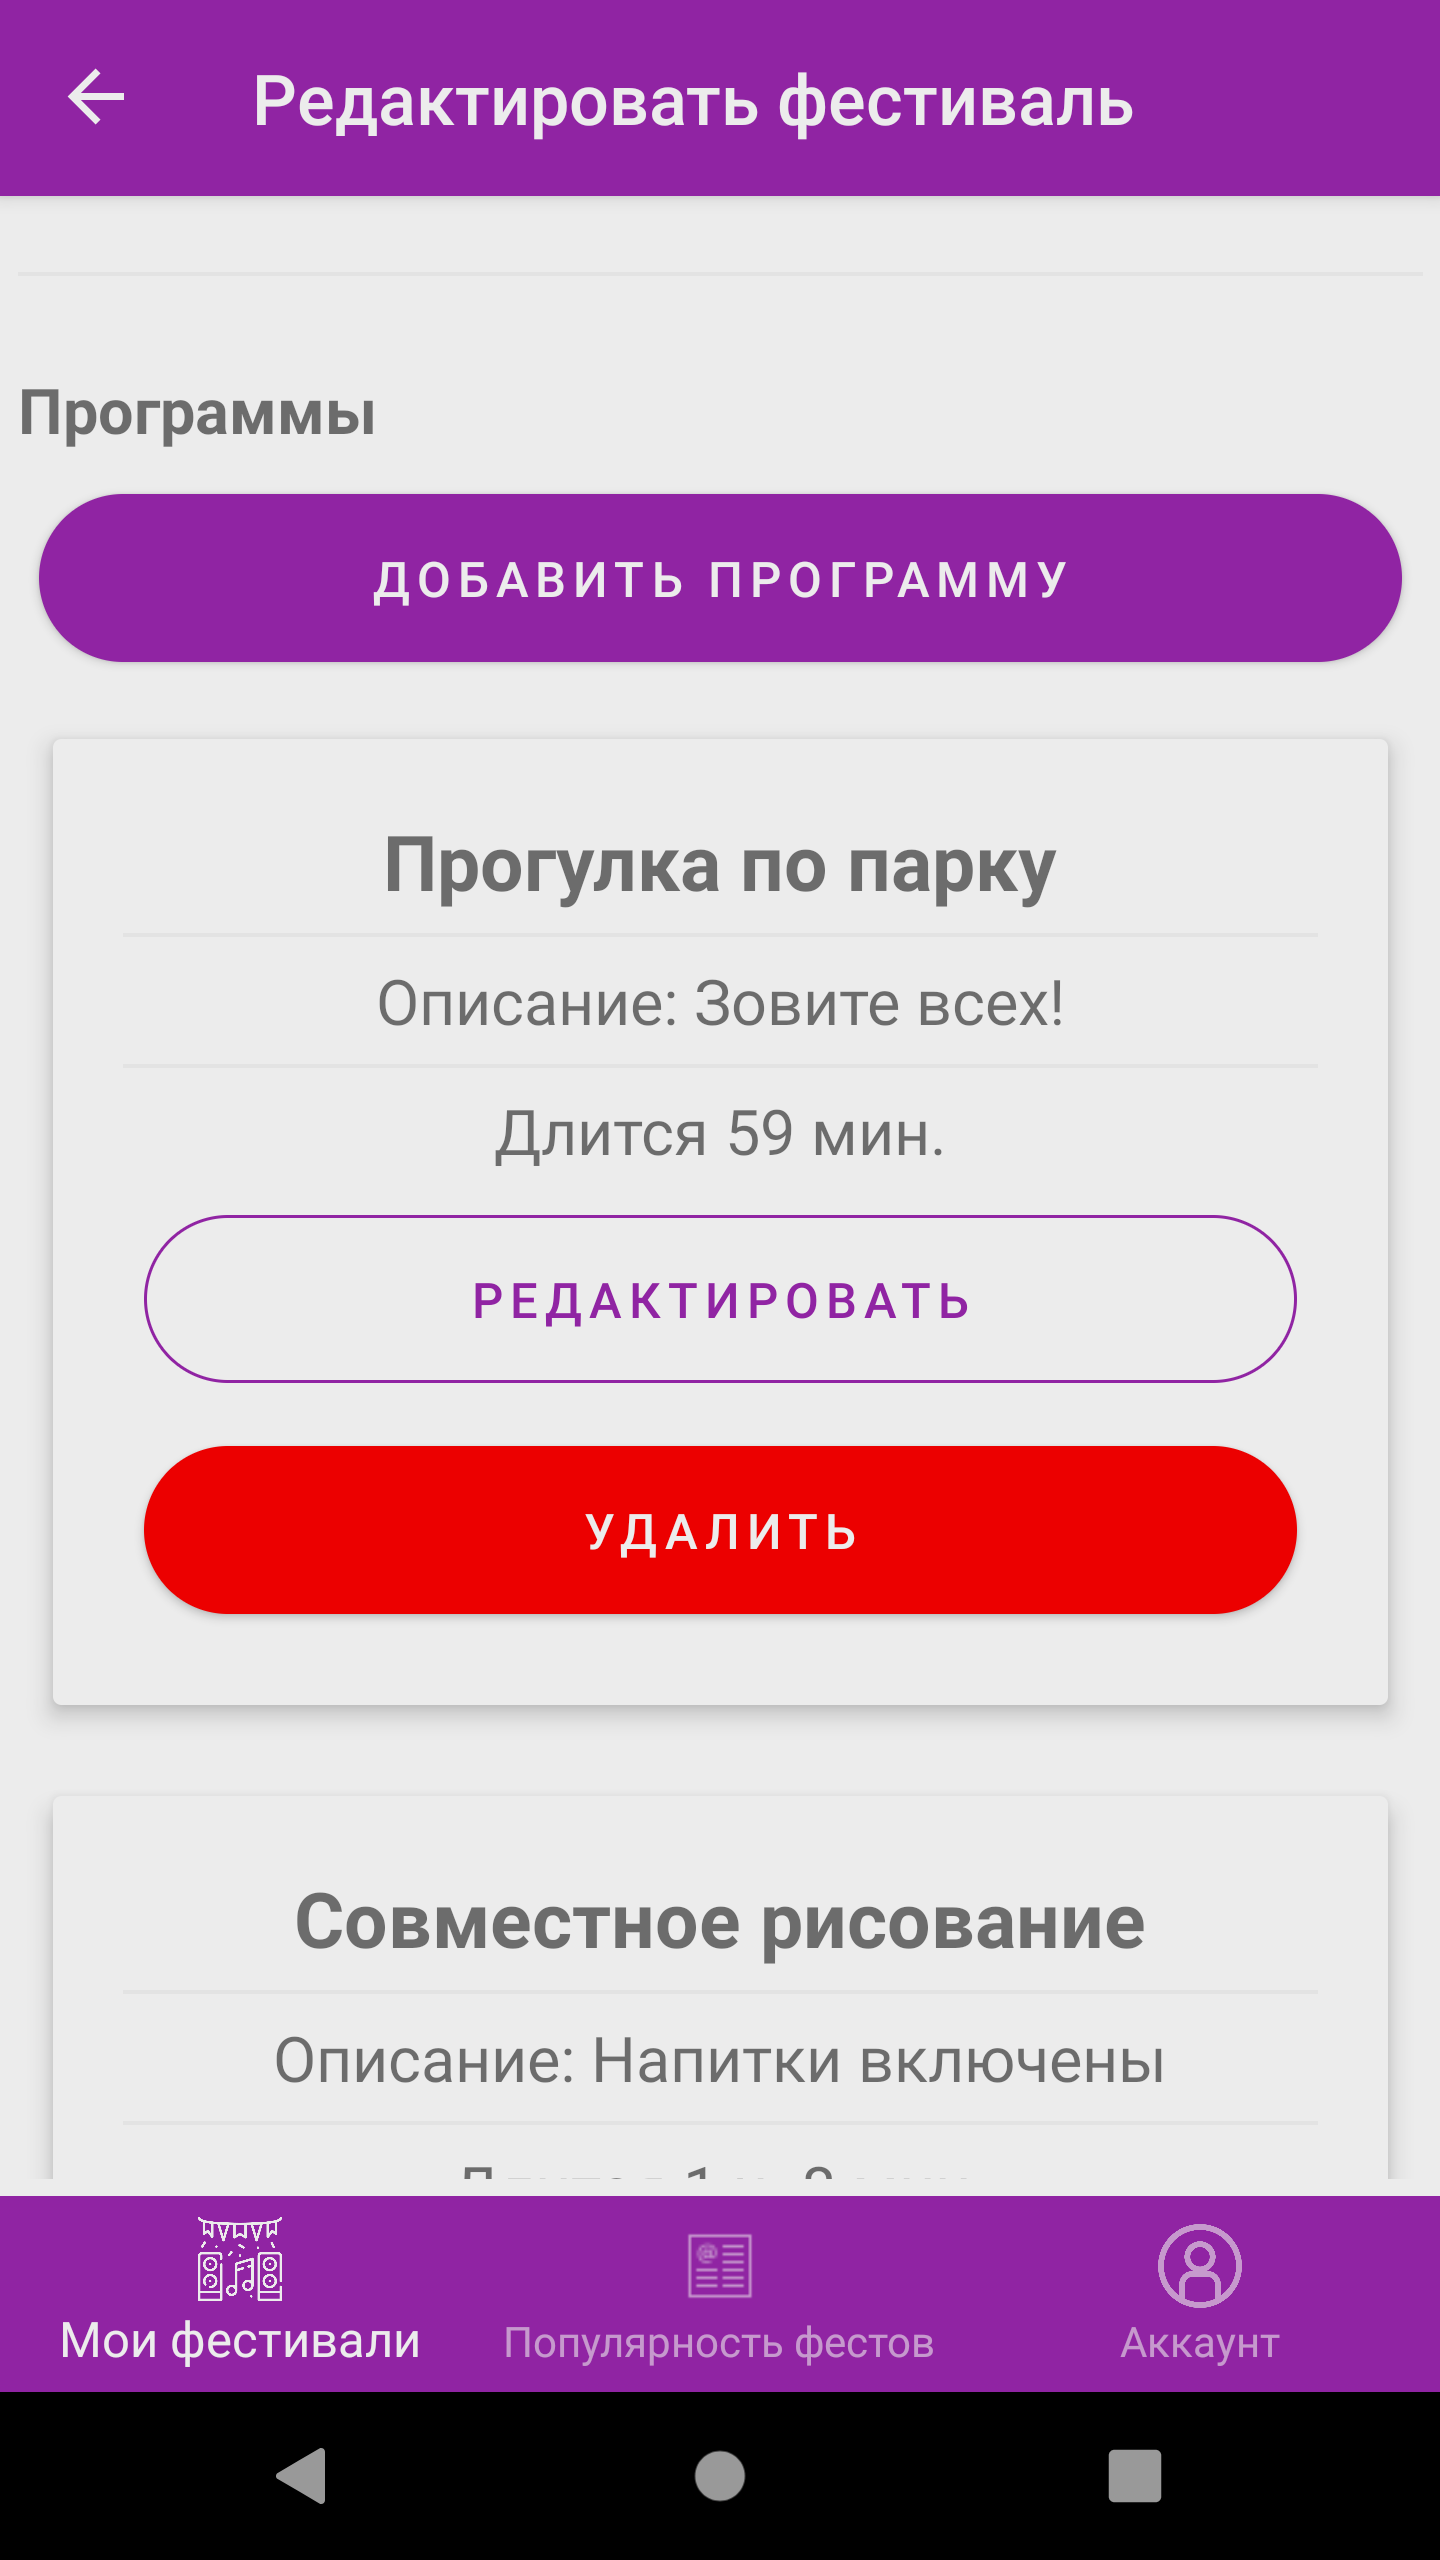 Редактировать фестиваль
Программы
ДОБАВИТЬ ПРОГРАММУ
Прогулка по парку
Описание: Зовите всех!
Длится 59 мин.
РЕДАКТИРОВАТЬ
УДАЛИТЬ
Совместное рисование
Описание: Напитки включены
Мои фестивали
Популярность фестов
Аккаунт